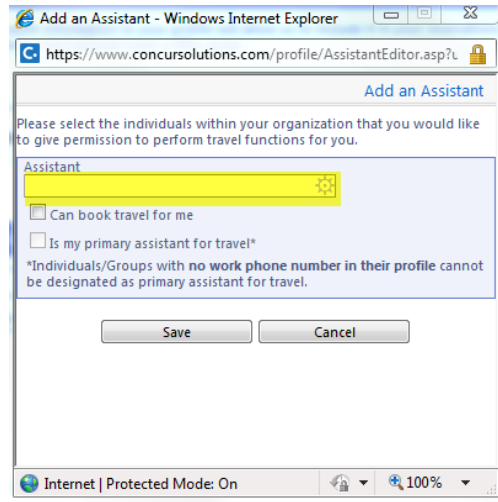 Add an Assistant - Windows Internet Explorer
https://www.concursolutions.com/profile/AssistantEditor.asp?u
Add an Assistant
Please select the individuals within your organization that you would like
to give permission to perform travel functions for you.
Assistant
Can book travel for me
Is my primary assistant for travel*
*Individuals/Groups with no work phone number in their profile cannot
be designated as primary assistant for travel.
Save Cancel
Internet | Protected Mode: On 100%